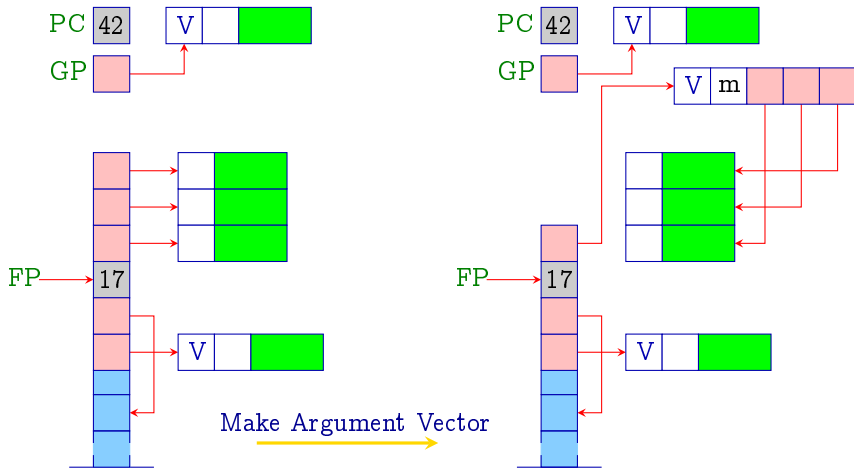 PC 42 V PC 42 V
GP GP
V m
FP 17 FP 17
V V
Make Argument Vector